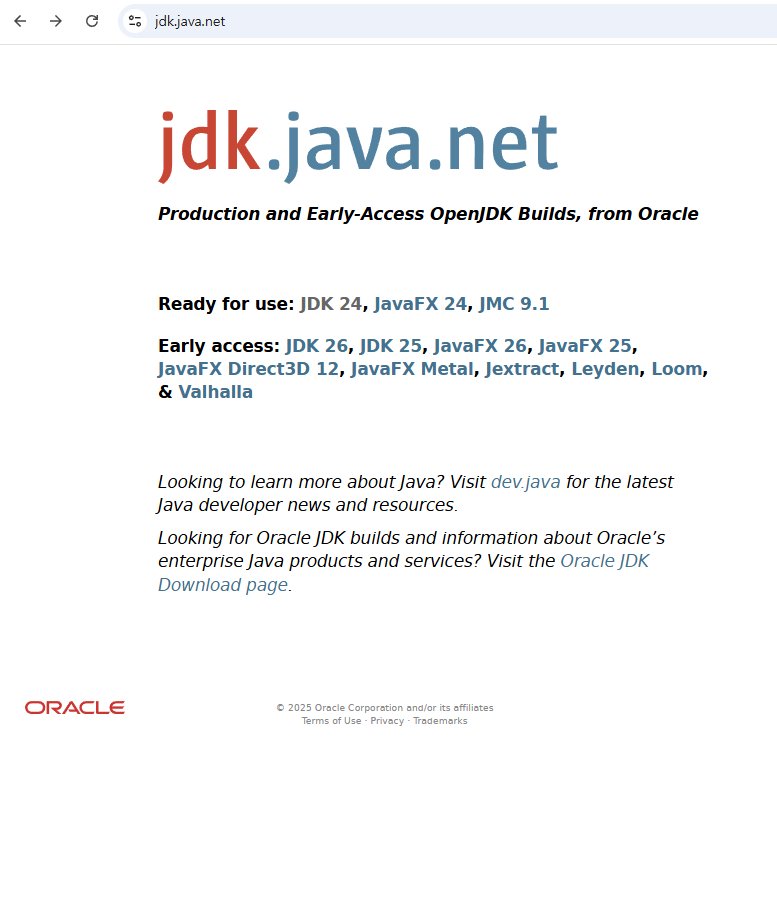 jdk.java.net
jdk.java.net
Production and Early-Access OpenJDK Builds, from Oracle
Ready for use: JDK 24, JavaFX 24, JMC 9.1
Early access: JDK 26, JDK 25, JavaFX 26, JavaFX 25,
JavaFX Direct3D 12, JavaFX Metal, Jextract, Leyden, Loom,
& Valhalla
Looking to learn more about Java? Visit dev.java for the latest
Java developer news and resources.
Looking for Oracle JDK builds and information about Oracle’s
enterprise Java products and services? Visit the Oracle JDK
Download page.
ORACLE
© 2025 Oracle Corporation and/or its affiliates
Terms of Use · Privacy · Trademarks